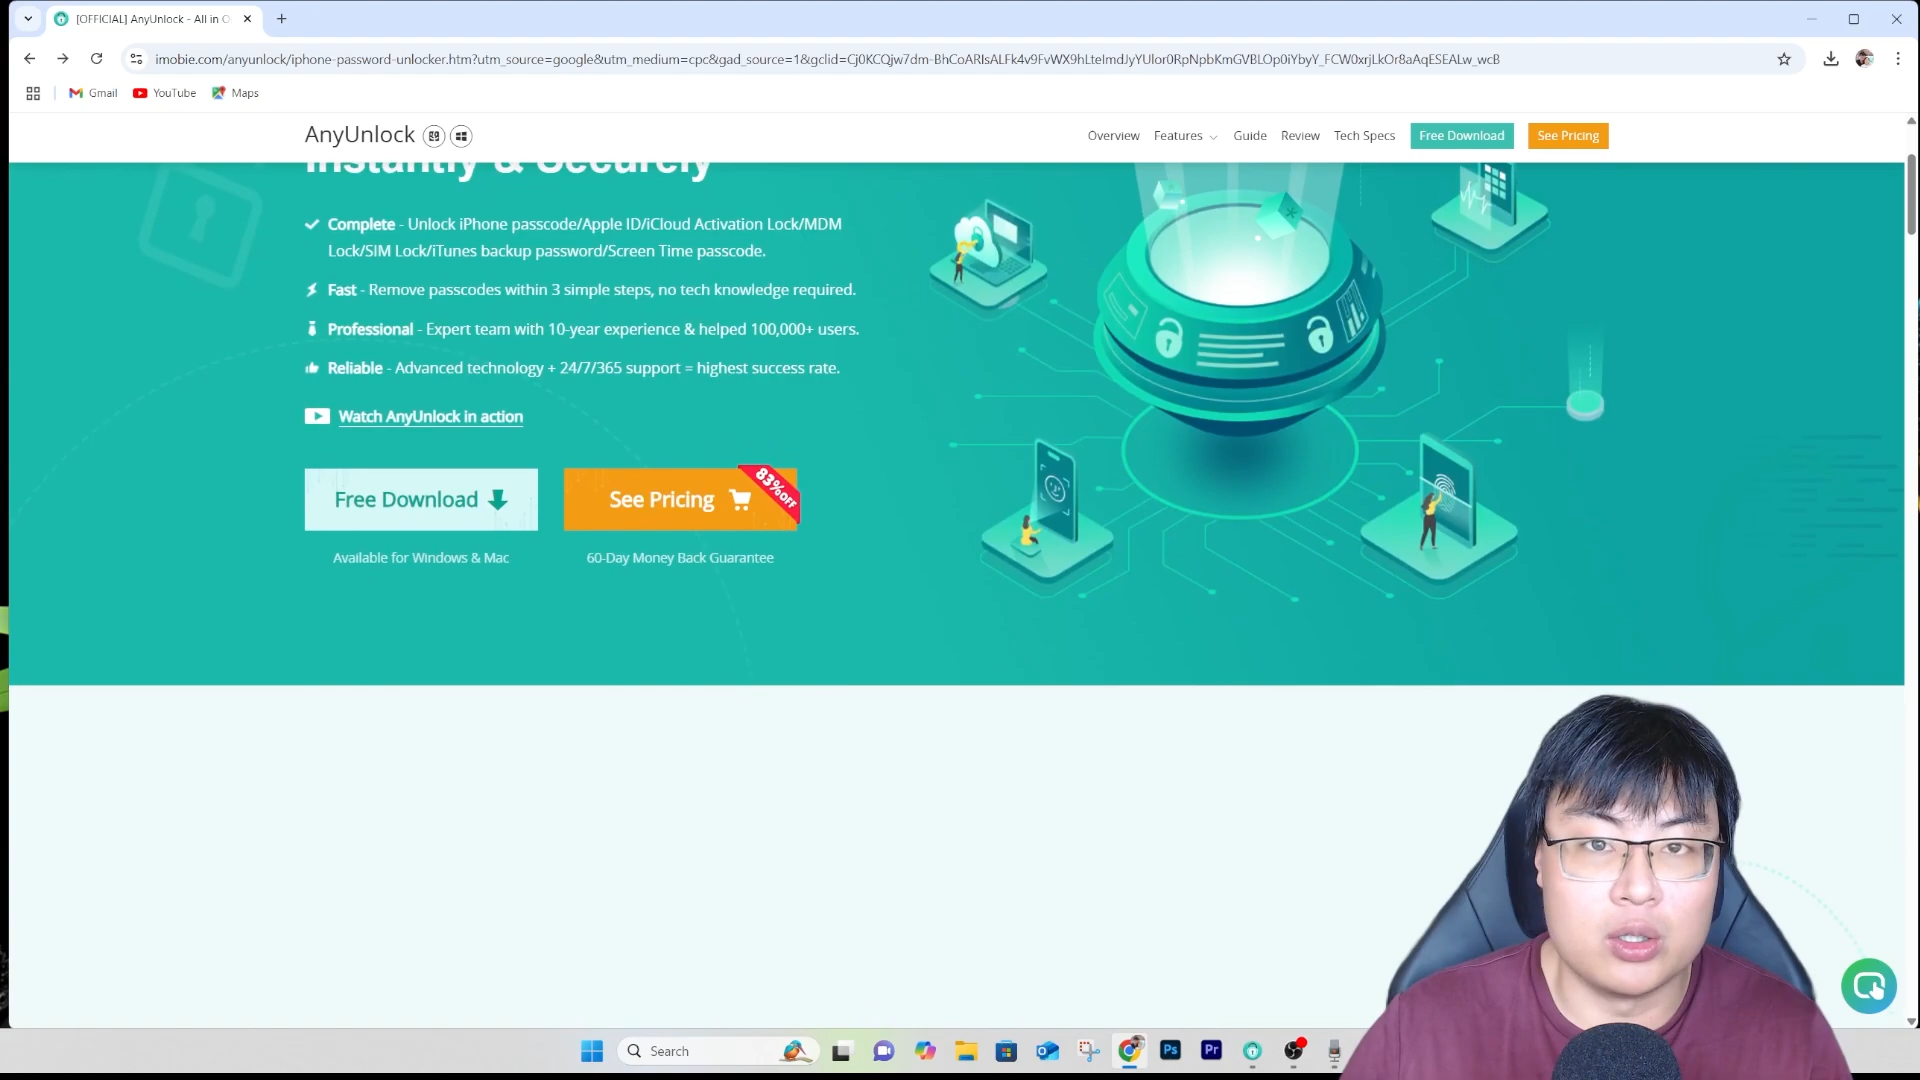 [OFFICIAL] AnyUnlock - All in O
imobie.com/anyunlock/iphone-password-unlocker.htm?utm_source=google&utm_medium=cpc&gad_source=1&gclid=Cj0KCQjw7dm-BhCoARIsALFk4v9FvWX9hLteImdJyYUlor0RpNpbKmGVBLOp0iYbyY_FCW0xrjLkOr8aAqESEALw_wcB
Gmail
YouTube
Maps
AnyUnlock
Overview
Features
Guide
Review
Tech Specs
Free Download
See Pricing
Instantly & Securely
Complete - Unlock iPhone passcode/Apple ID/iCloud Activation Lock/MDM
Lock/SIM Lock/iTunes backup password/Screen Time passcode.
Fast - Remove passcodes within 3 simple steps, no tech knowledge required.
Professional - Expert team with 10-year experience & helped 100,000+ users.
Reliable - Advanced technology + 24/7/365 support = highest success rate.
Watch AnyUnlock in action
Free Download
See Pricing
83%OFF
Available for Windows & Mac
60-Day Money Back Guarantee
Search
Ps
Pr